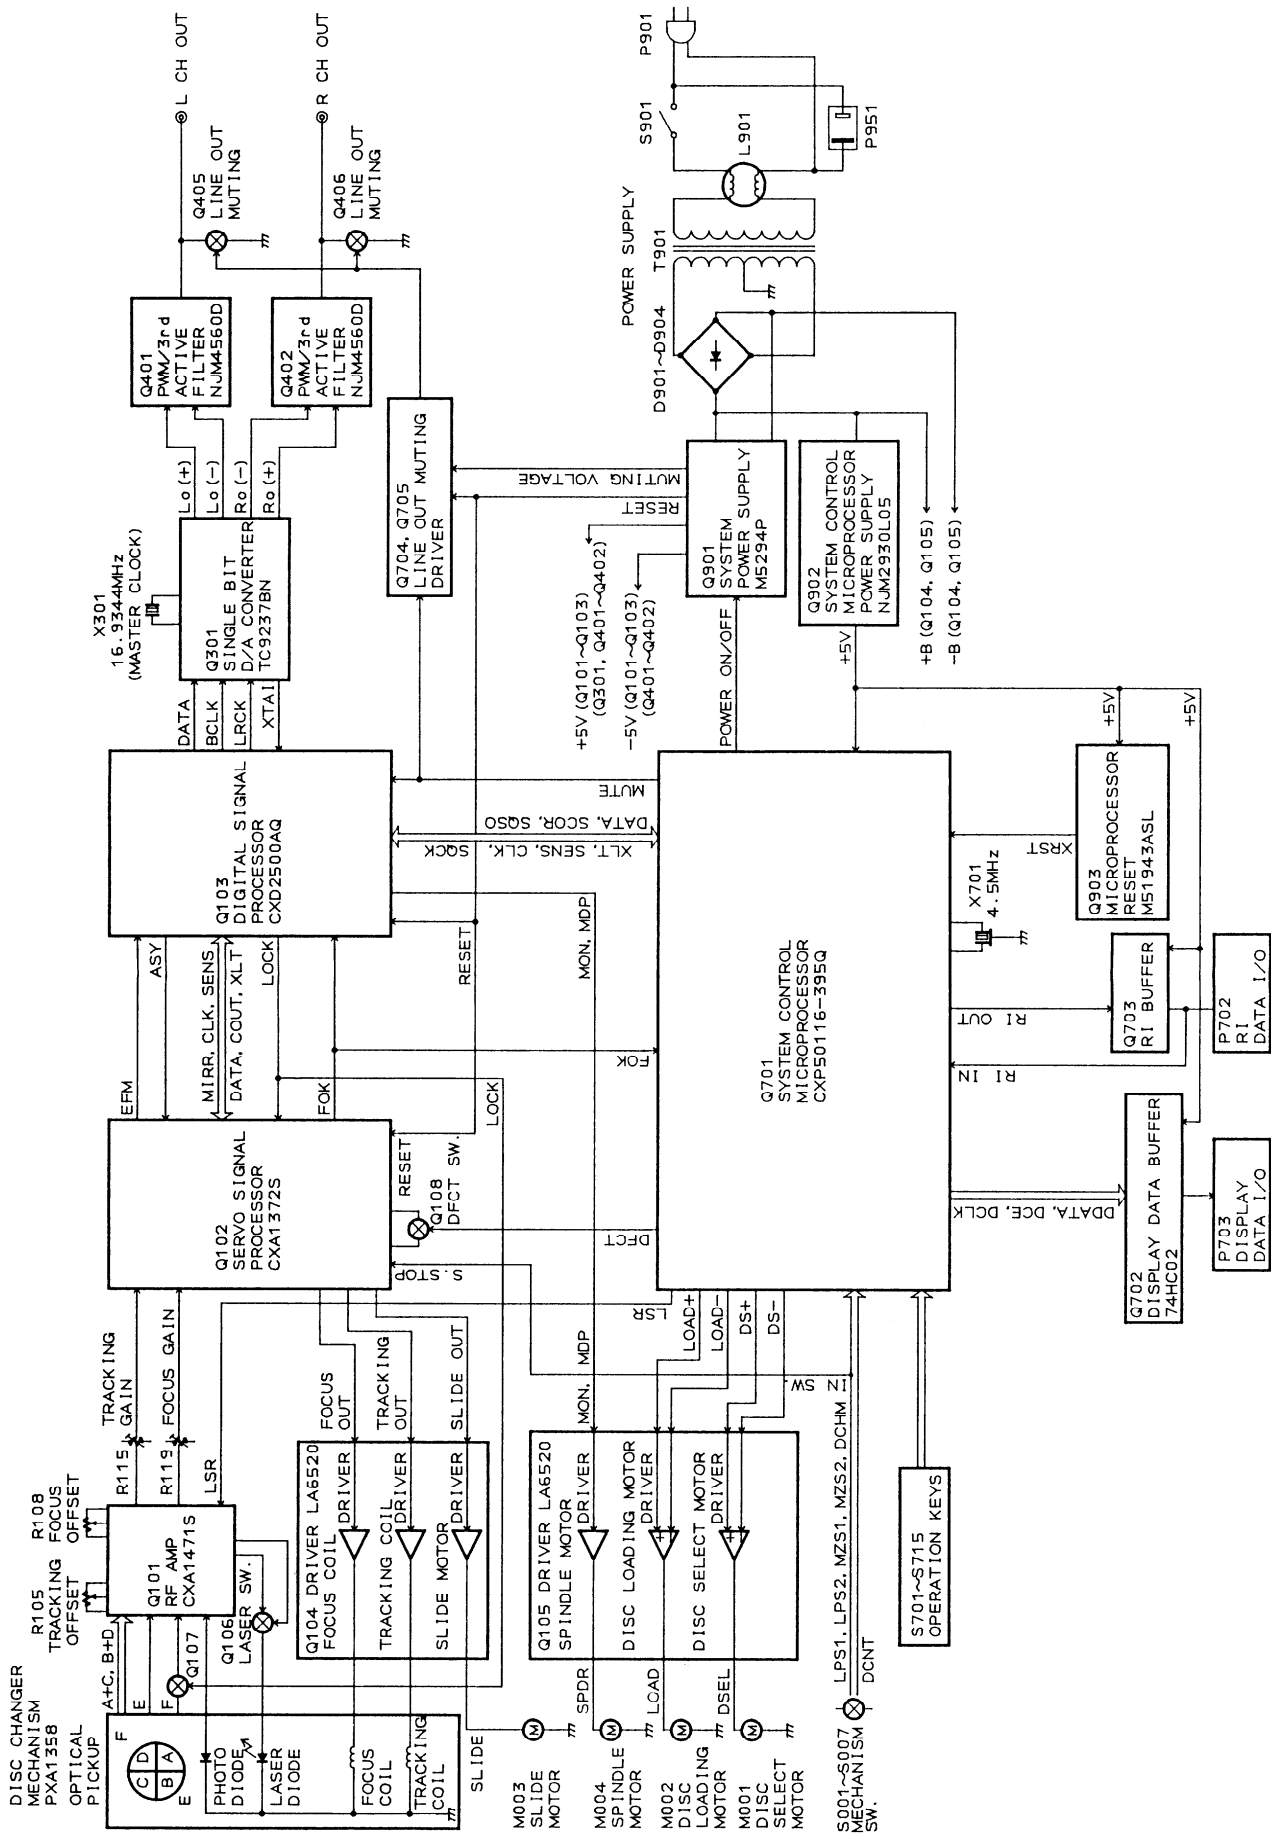 DISC CHANGER
MECHANISM
PXA1358
OPTICAL
PICKUP
F
C D
B A
E
PHOTO
DIODE
LASER
DIODE
FOCUS
COIL
TRACKING
COIL
A+C, B+D
E
F
Q107
R105
TRACKING
OFFSET
R108
FOCUS
OFFSET
Q101
RF AMP
CXA1471S
Q106
LASER SW.
R115
TRACKING
GAIN
R119
FOCUS GAIN
LSR
Q104 DRIVER LA6520
FOCUS COIL
DRIVER
TRACKING COIL
DRIVER
SLIDE MOTOR
DRIVER
FOCUS
OUT
TRACKING
OUT
SLIDE OUT
SLIDE
M
M003
SLIDE
MOTOR
Q105 DRIVER LA6520
SPINDLE MOTOR
DRIVER
DISC LOADING MOTOR
DRIVER
DISC SELECT MOTOR
DRIVER
SPDR
LOAD
DSEL
M
M
M
M004
SPINDLE
MOTOR
M002
DISC
LOADING
MOTOR
M001
DISC
SELECT
MOTOR
MON, MDP
LSR
LOAD+
LOAD-
DS+
DS-
S001~S007
MECHANISM
SW.
LPS1, LPS2, MZS1, MZS2, DCHM
DCNT
IN SW
S701~S715
OPERATION KEYS
Q102
SERVO SIGNAL
PROCESSOR
CXA1372S
S.STOP
RESET
Q108
DFCT SW.
DFCT
EFM
ASY
MIRR, CLK, SENS
DATA, COUT, XLT
LOCK
FOK
LOCK
FOK
RESET
MON, MDP
Q103
DIGITAL SIGNAL
PROCESSOR
CXD2500AQ
XLT, SENS, CLK, SQCK
DATA, SCOR, SQSO
MUTE
DATA
BCLK
LRCK
XTAI
X301
16.9344MHz
(MASTER CLOCK)
Q301
SINGLE BIT
D/A CONVERTER
TC9237BN
Lo(+)
Lo(-)
Ro(-)
Ro(+)
Q401
PWM/3rd
ACTIVE
FILTER
NJM4560D
Q402
PWM/3rd
ACTIVE
FILTER
NJM4560D
Q405
LINE OUT
MUTING
Q406
LINE OUT
MUTING
L CH OUT
R CH OUT
Q704, Q705
LINE OUT MUTING
DRIVER
MUTING VOLTAGE
RESET
+5V(Q101~Q103)
(Q301, Q401~Q402)
-5V(Q101~Q103)
(Q401~Q402)
POWER ON/OFF
Q901
SYSTEM
POWER SUPPLY
M5294P
Q902
SYSTEM CONTROL
MICROPROCESSOR
POWER SUPPLY
NJM2930L05
+5V
+B(Q104, Q105)
-B(Q104, Q105)
D901~D904
POWER SUPPLY
T901
L901
S901
P901
P951
Q701
SYSTEM CONTROL
MICROPROCESSOR
CXP50116-395Q
XRST
X701
4.5MHz
Q903
MICROPROCESSOR
RESET
M51943ASL
+5V
+5V
RI OUT
RI IN
Q703
RI BUFFER
P702
RI
DATA I/O
DDATA, DCE, DCLK
Q702
DISPLAY DATA BUFFER
74HC02
P703
DISPLAY
DATA I/O